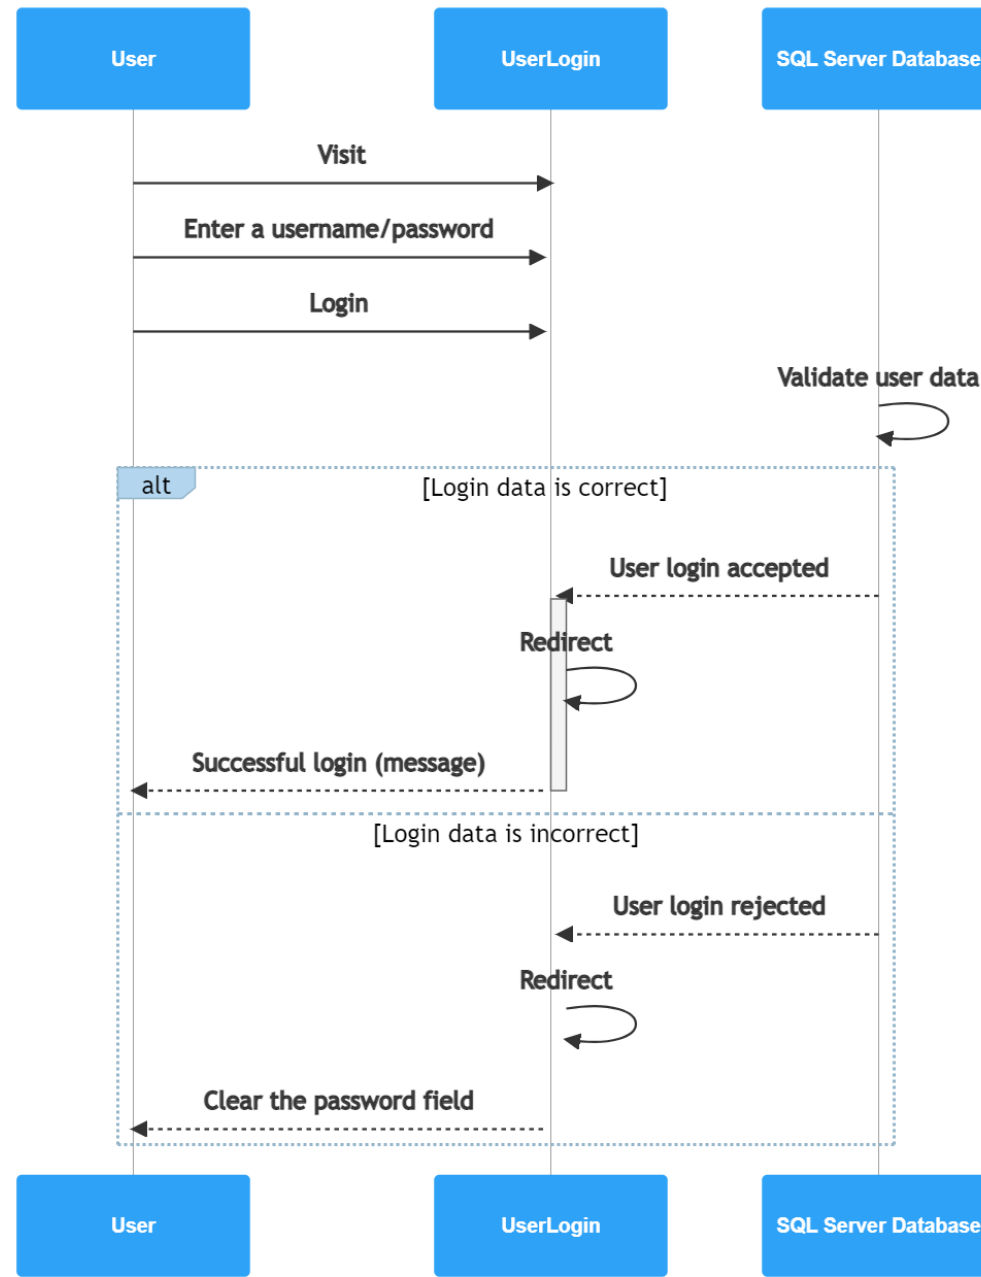 User
UserLogin
SQL Server Database
Visit
Enter a username/password
Login
Validate user data
alt
[Login data is correct]
User login accepted
Redirect
Successful login (message)
[Login data is incorrect]
User login rejected
Redirect
Clear the password field
User
UserLogin
SQL Server Database